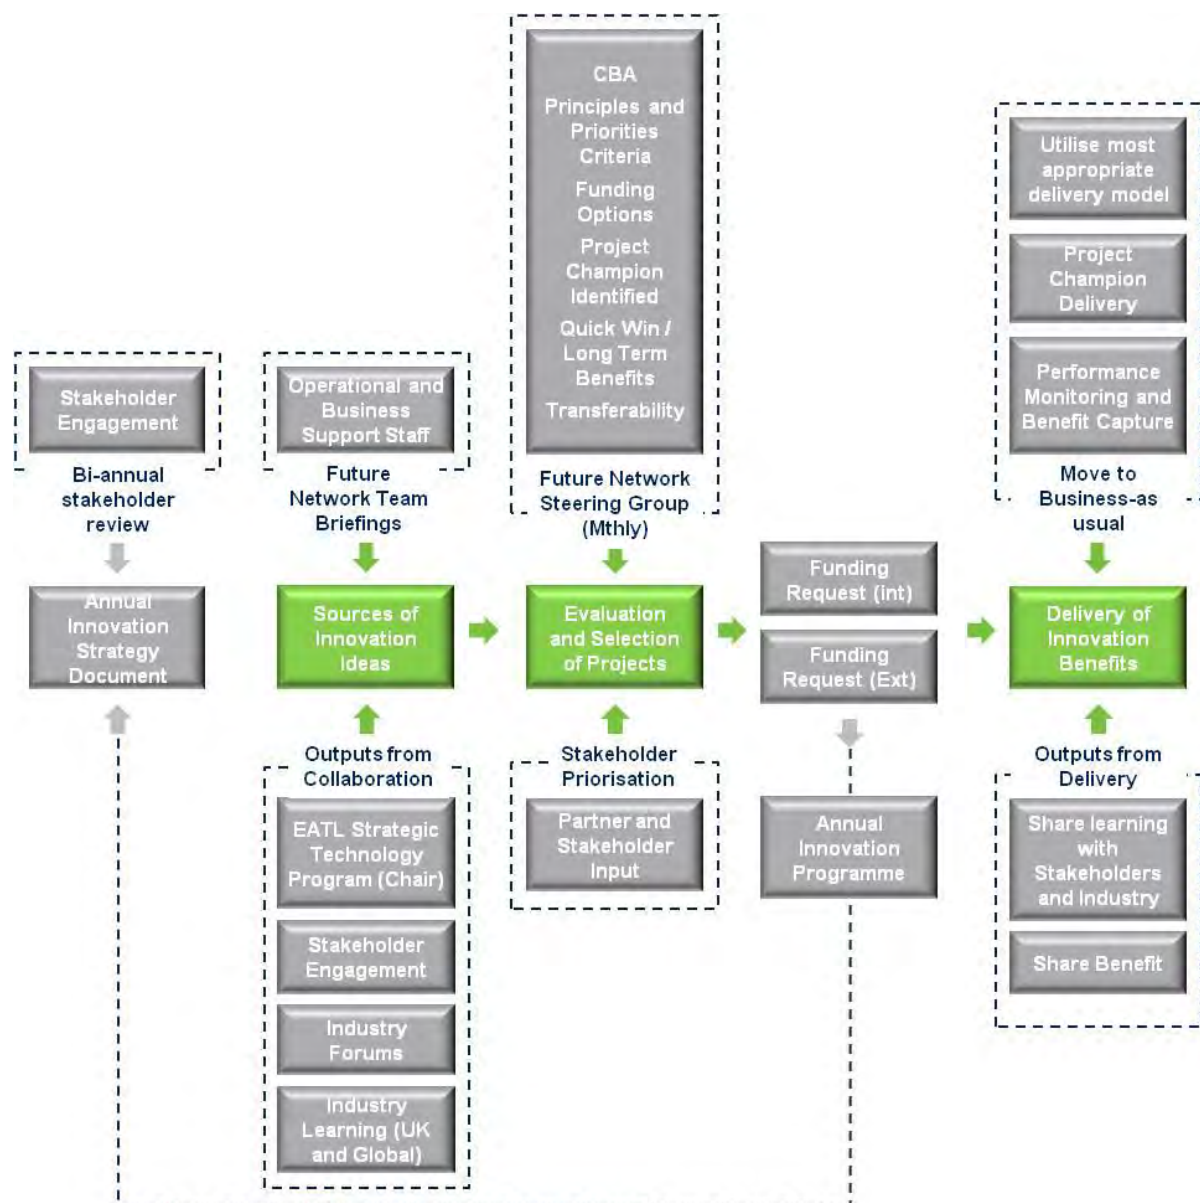 Stakeholder
Engagement
Bi-annual
stakeholder
review
Annual
Innovation
Strategy
Document
Operational and
Business
Support Staff
Future
Network Team
Briefings
Sources of
Innovation
Ideas
Outputs from
Collaboration
EATL Strategic
Technology
Program (Chair)
Stakeholder
Engagement
Industry
Forums
Industry
Learning (UK
and Global)
CBA
Principles and
Priorities
Criteria
Funding
Options
Project
Champion
Identified
Quick Win /
Long Term
Benefits
Transferability
Future Network
Steering Group
(Mthly)
Evaluation
and Selection
of Projects
Stakeholder
Priorisation
Partner and
Stakeholder
Input
Funding
Request (int)
Funding
Request (Ext)
Annual
Innovation
Programme
Utilise most
appropriate
delivery model
Project
Champion
Delivery
Performance
Monitoring and
Benefit Capture
Move to
Business-as
usual
Delivery of
Innovation
Benefits
Outputs from
Delivery
Share learning
with
Stakeholders
and Industry
Share Benefit